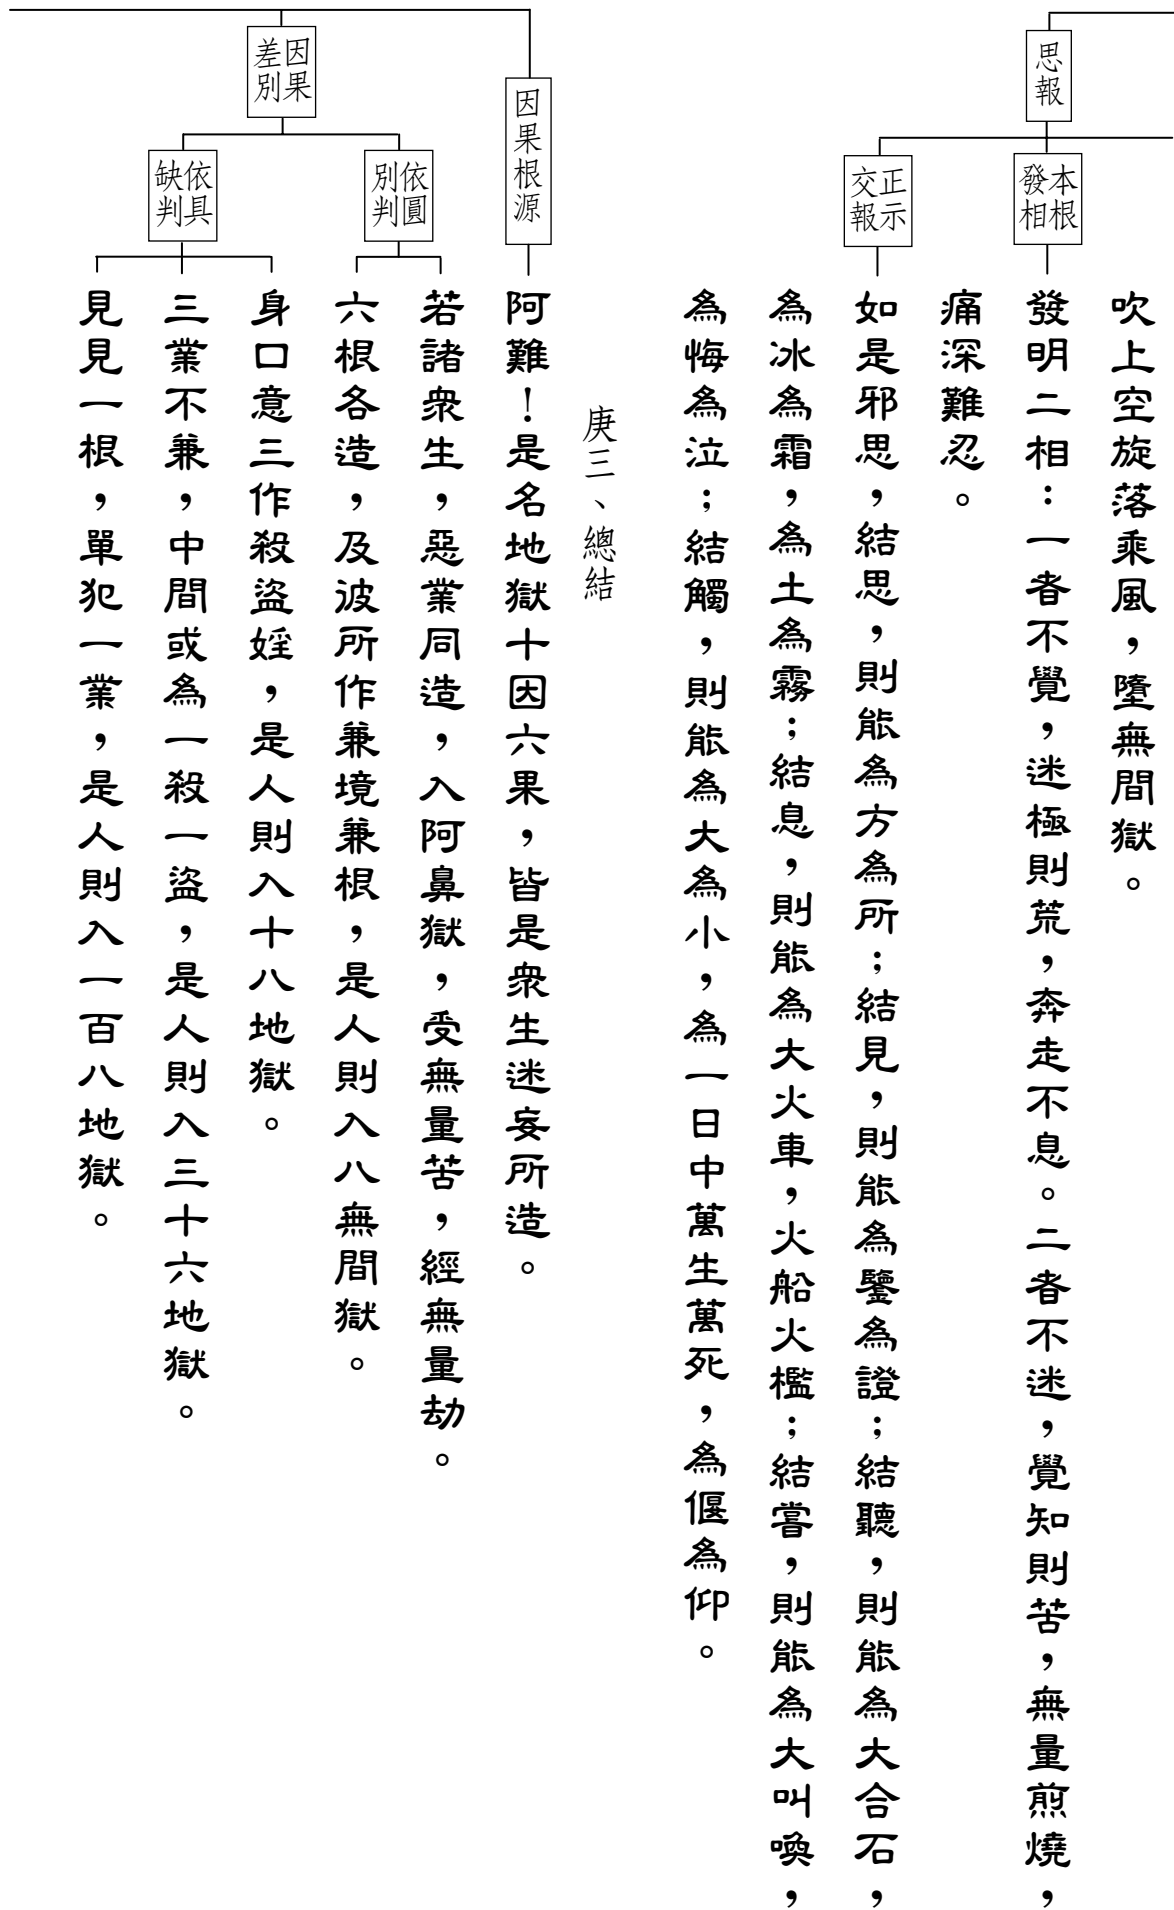 思報
吹上空旋落乘風，墮無間獄。
本根發相
發明二相：一者不覺，迷極則荒，奔走不息。二者不迷，覺知則苦，無量煎燒，
痛深難忍。
正示交報
如是邪思，結思，則能為方為所；結見，則能為鑒為證；結聽，則能為大合石，
為冰為霜，為土為霧；結息，則能為大火車，火船火檻；結嘗，則能為大叫喚，
為悔為泣；結觸，則能為大為小，為一日中萬生萬死，為偃為仰。
庚三、總結
因果根源
阿難！是名地獄十因六果，皆是眾生迷妄所造。
因果差別
依圓別判
若諸眾生，惡業同造，入阿鼻獄，受無量苦，經無量劫。
六根各造，及波所作兼境兼根，是人則入八無間獄。
依具缺判
身口意三作殺盜婬，是人則入十八地獄。
三業不兼，中間或為一殺一盜，是人則入三十六地獄。
見見一根，單犯一業，是人則入一百八地獄。